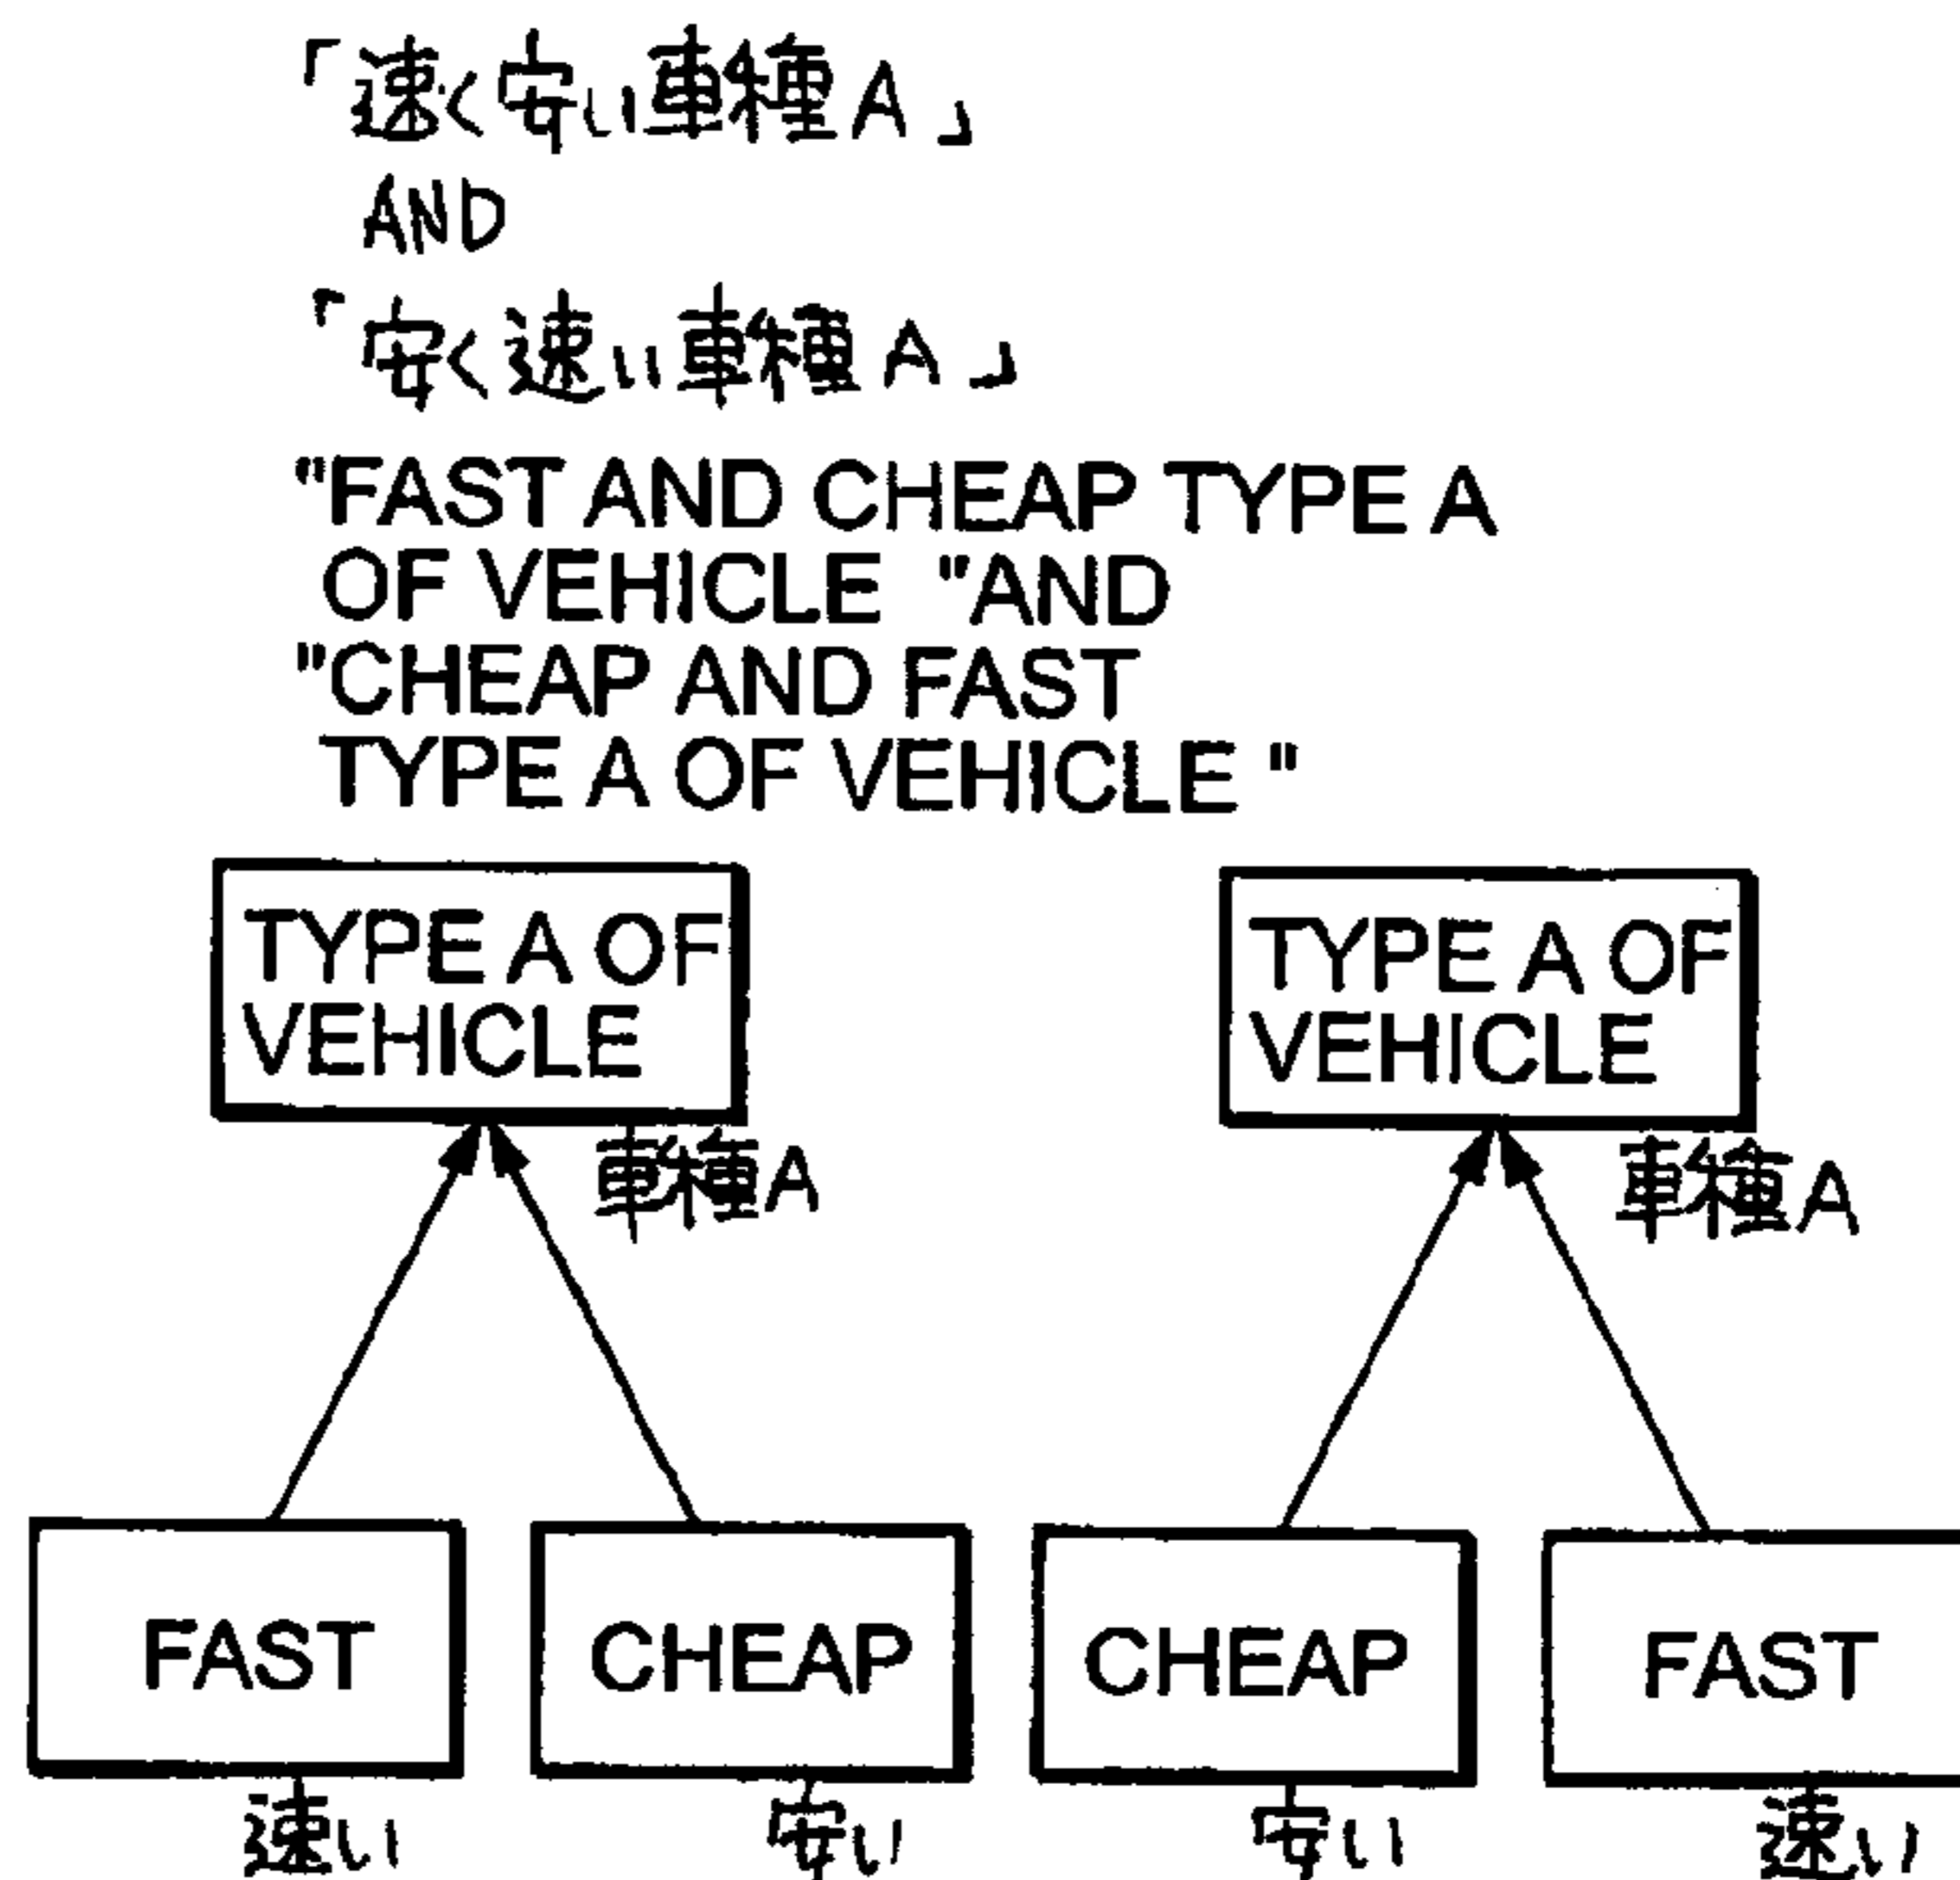 「速く安い車種A」
AND
「安く速い車種A」
"FAST AND CHEAP TYPE A
OF VEHICLE "AND
"CHEAP AND FAST
TYPE A OF VEHICLE "
TYPE A OF
VEHICLE
車種A
TYPE A OF
VEHICLE
車種A
FAST
速い
CHEAP
安い
CHEAP
安い
FAST
速い